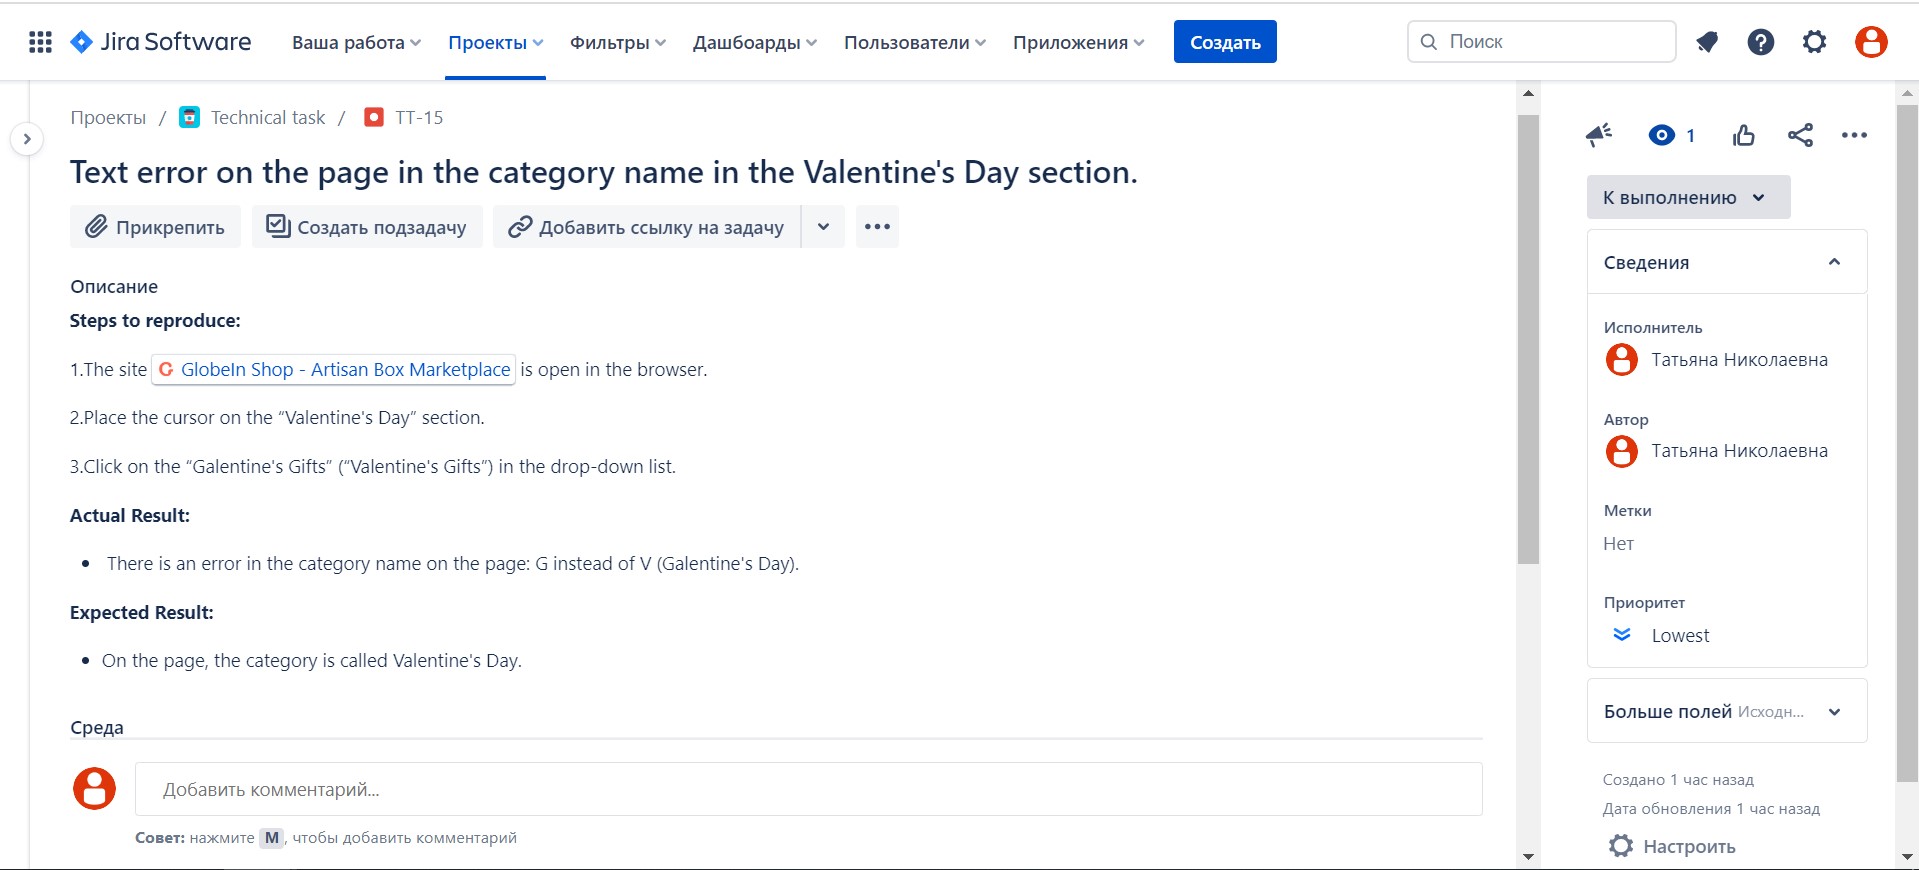 Jira Software Ваша работа Проекты Фильтры Дашборды Пользователи Приложения Создать Поиск
Проекты / Technical task / TT-15
1
Text error on the page in the category name in the Valentine's Day section.
К выполнению
Прикрепить Создать подзадачу Добавить ссылку на задачу
Сведения
Описание
Steps to reproduce:
Исполнитель
Татьяна Николаевна
1.The site GlobeIn Shop - Artisan Box Marketplace is open in the browser.
2.Place the cursor on the “Valentine's Day” section.
Автор
Татьяна Николаевна
3.Click on the “Galentine's Gifts” (“Valentine's Gifts”) in the drop-down list.
Actual Result:
Метки
Нет
• There is an error in the category name on the page: G instead of V (Galentine's Day).
Expected Result:
Приоритет
Lowest
• On the page, the category is called Valentine's Day.
Больше полей Исходн...
Среда
Добавить комментарий...
Создано 1 час назад
Дата обновления 1 час назад
Совет: нажмите M, чтобы добавить комментарий
Настроить